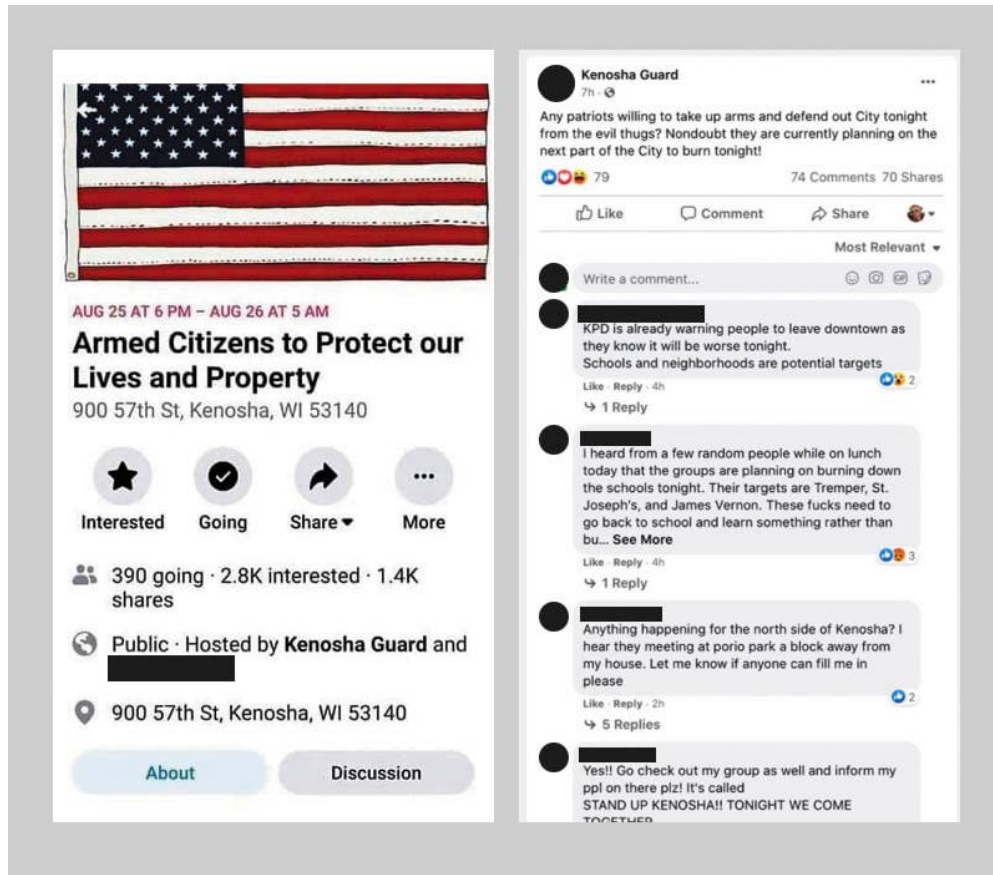 AUG 25 AT 6 PM – AUG 26 AT 5 AM
Armed Citizens to Protect our
Lives and Property
900 57th St, Kenosha, WI 53140
Interested
Going
Share
More
390 going · 2.8K interested · 1.4K
shares
Public · Hosted by Kenosha Guard and
900 57th St, Kenosha, WI 53140
About
Discussion
Kenosha Guard
7h ·
Any patriots willing to take up arms and defend out City tonight
from the evil thugs? Nondoubt they are currently planning on the
next part of the City to burn tonight!
79
74 Comments 70 Shares
Like
Comment
Share
Most Relevant
Write a comment...
GIF
KPD is already warning people to leave downtown as
they know it will be worse tonight.
Schools and neighborhoods are potential targets
2
Like · Reply · 4h
1 Reply
I heard from a few random people while on lunch
today that the groups are planning on burning down
the schools tonight. Their targets are Tremper, St.
Joseph's, and James Vernon. These fucks need to
go back to school and learn something rather than
bu... See More
3
Like · Reply · 4h
1 Reply
Anything happening for the north side of Kenosha? I
hear they meeting at porio park a block away from
my house. Let me know if anyone can fill me in
please
2
Like · Reply · 2h
5 Replies
Yes!! Go check out my group as well and inform my
ppl on there plz! It's called
STAND UP KENOSHA!! TONIGHT WE COME
TOGETHER